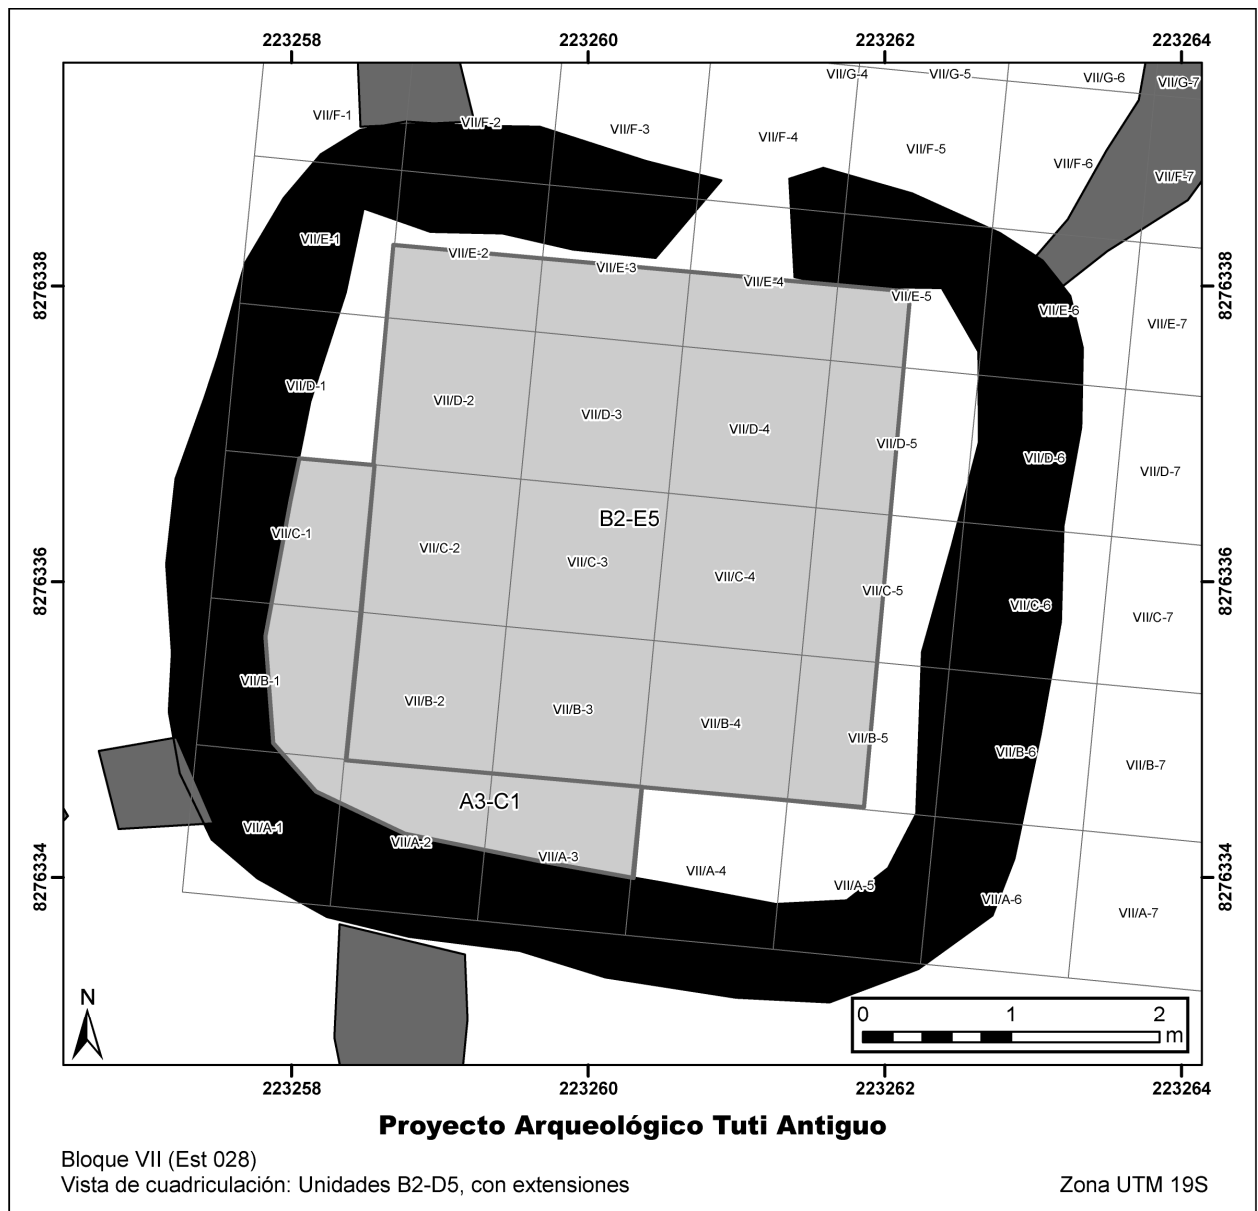 223258 223260 223262 223264
VII/G-4 VII/G-5 VII/G-6 VII/G-7
VII/F-1 VII/F-2 VII/F-3 VII/F-4 VII/F-5 VII/F-6 VII/F-7
VII/E-1 VII/E-2 VII/E-3 VII/E-4 VII/E-5 VII/E-6 VII/E-7
8276338 8276338
VII/D-1 VII/D-2 VII/D-3 VII/D-4 VII/D-5 VII/D-6 VII/D-7
B2-E5
VII/C-1 VII/C-2 VII/C-3 VII/C-4 VII/C-5 VII/C-6 VII/C-7
8276336 8276336
VII/B-1 VII/B-2 VII/B-3 VII/B-4 VII/B-5 VII/B-6 VII/B-7
A3-C1
VII/A-1 VII/A-2 VII/A-3 VII/A-4 VII/A-5 VII/A-6 VII/A-7
8276334 8276334
N
0 1 2
m
223258 223260 223262 223264
Proyecto Arqueológico Tuti Antiguo
Bloque VII (Est 028)
Vista de cuadriculación: Unidades B2-D5, con extensiones Zona UTM 19S